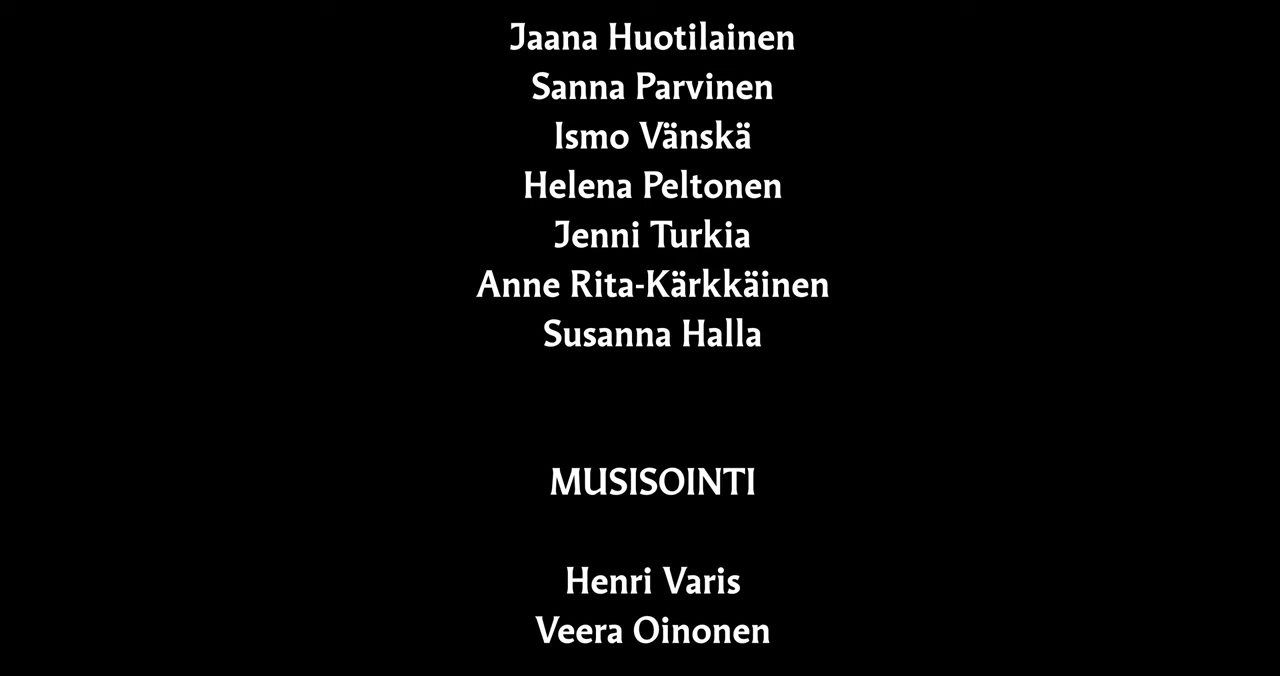 Jaana Huotilainen
Sanna Parvinen
Ismo Vänskä
Helena Peltonen
Jenni Turkia
Anne Rita-Kärkkäinen
Susanna Halla
MUSISOINTI
Henri Varis
Veera Oinonen